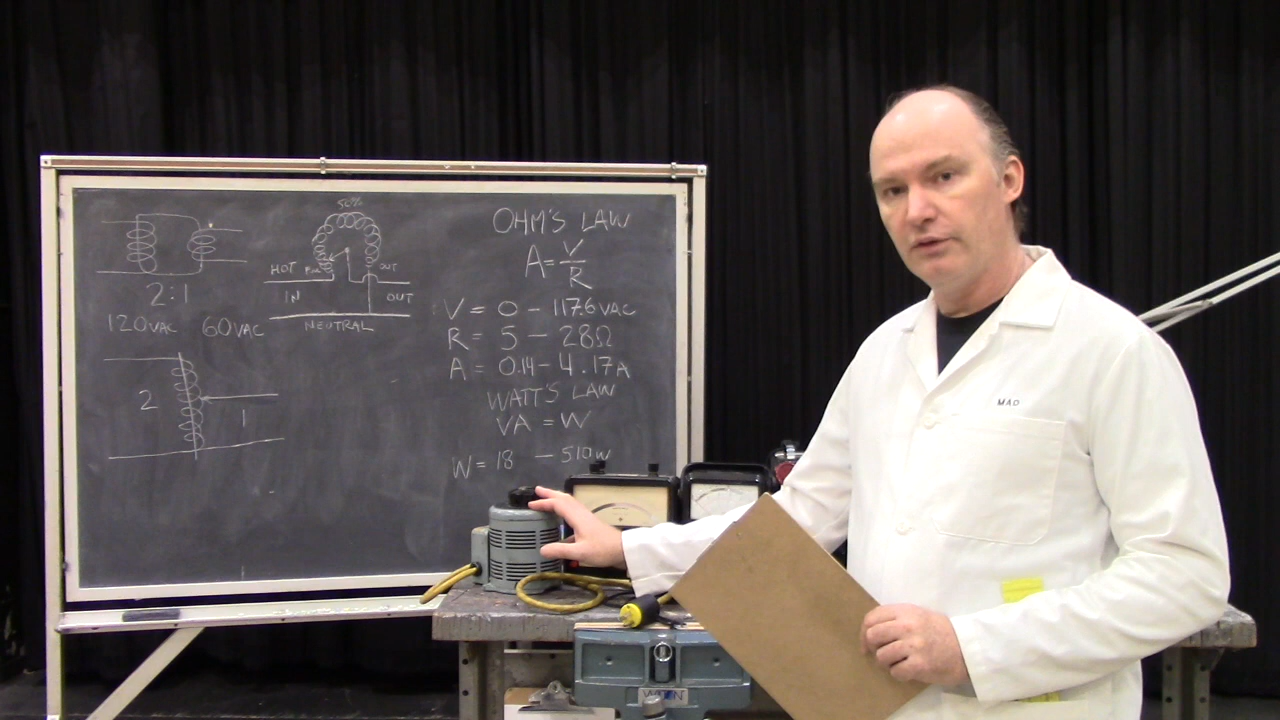 50%
HOT
OUT
IN
OUT
NEUTRAL
2:1
120VAC 60VAC
2
1
OHM'S LAW
A=V/R
V = 0 – 117.6VAC
R = 5 – 28Ω
A = 0.14 – 4.17A
WATT'S LAW
VA = W
W = 18 – 510W
MAD